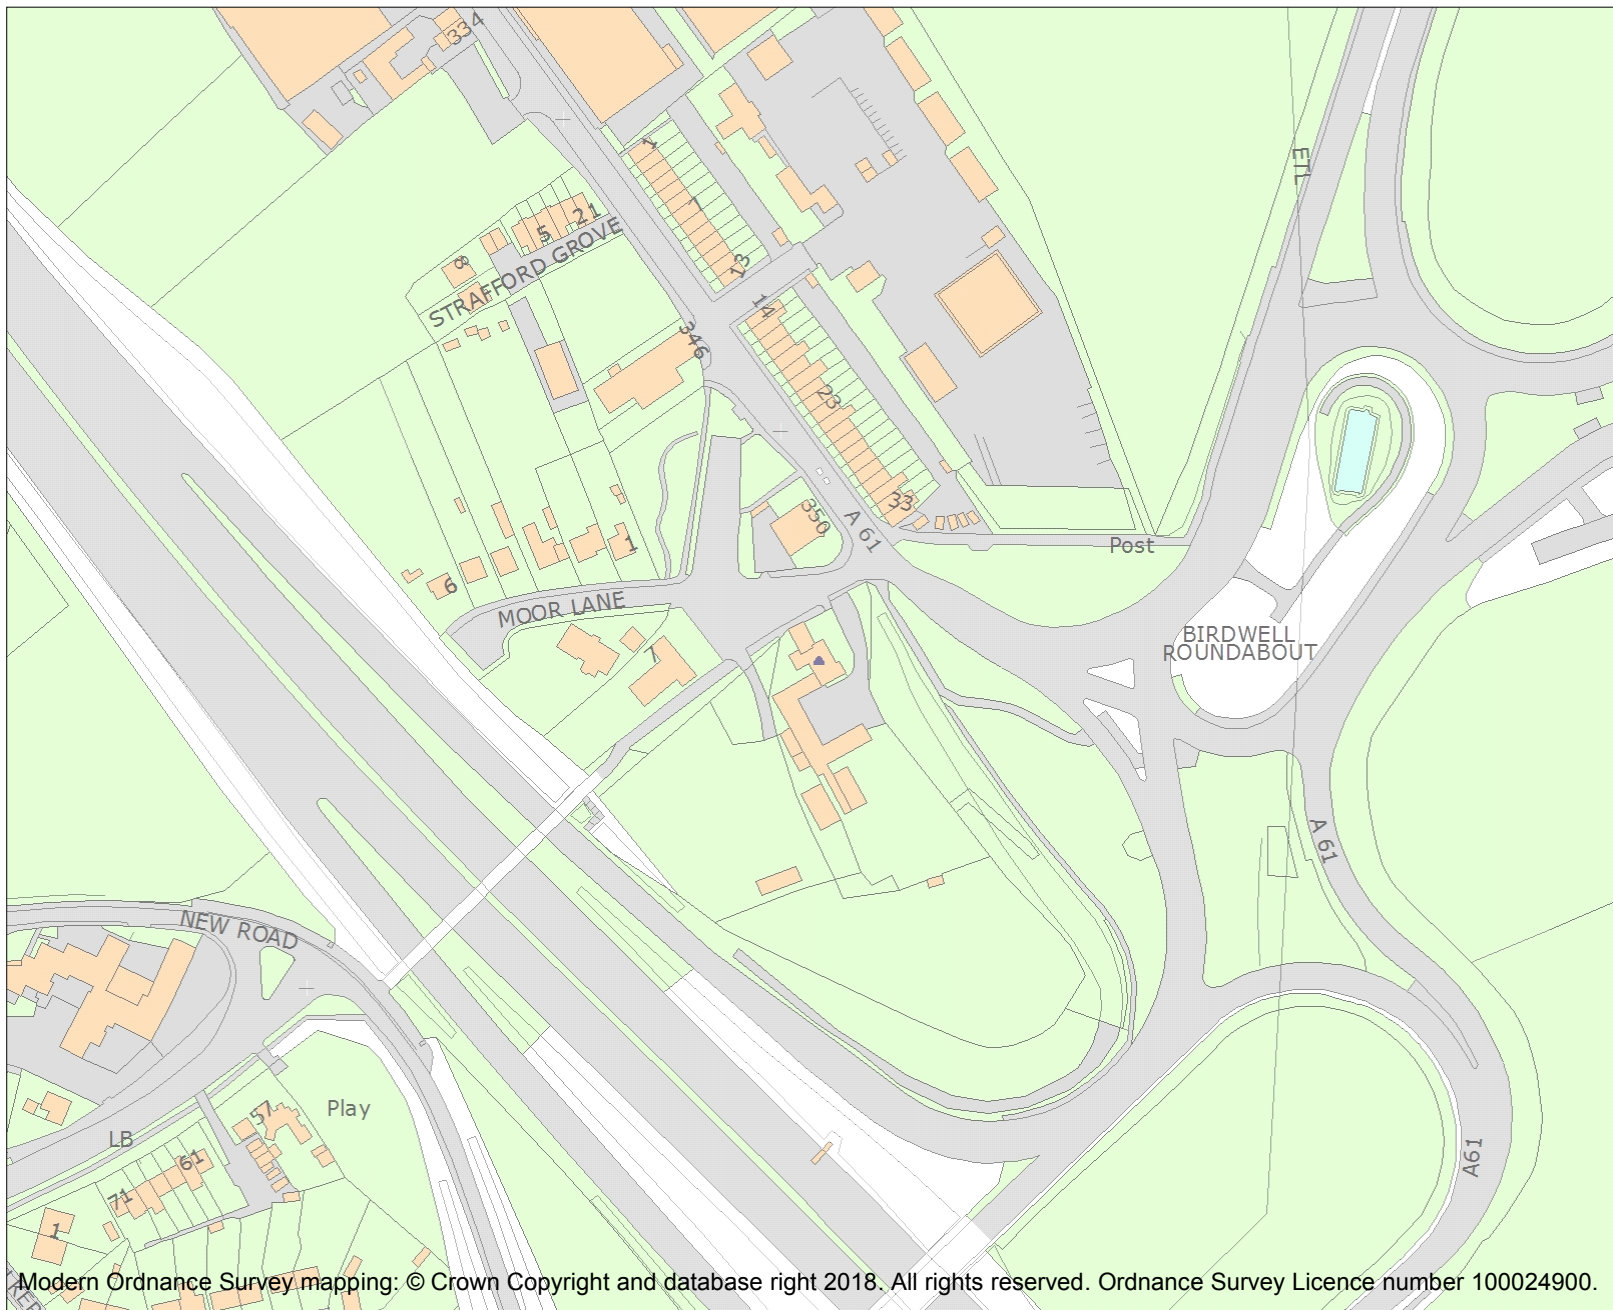 334
1
7
13
21
5
8
STRAFFORD GROVE
14
346
23
33
350
A 61
ETL
Post
1
6
MOOR LANE
7
BIRDWELL
ROUNDABOUT
A 61
NEW ROAD
57
Play
LB
61
71
1
A61
Modern Ordnance Survey mapping: © Crown Copyright and database right 2018. All rights reserved. Ordnance Survey Licence number 100024900.